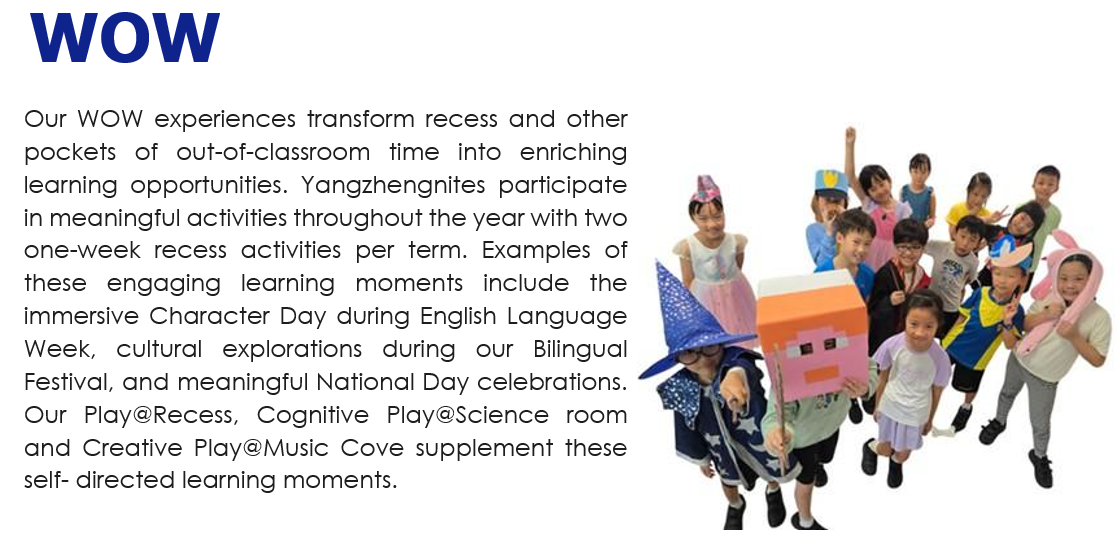 WOW
Our WOW experiences transform recess and other
pockets of out-of-classroom time into enriching
learning opportunities. Yangzhengnites participate
in meaningful activities throughout the year with two
one-week recess activities per term. Examples of
these engaging learning moments include the
immersive Character Day during English Language
Week, cultural explorations during our Bilingual
Festival, and meaningful National Day celebrations.
Our Play@Recess, Cognitive Play@Science room
and Creative Play@Music Cove supplement these
self- directed learning moments.